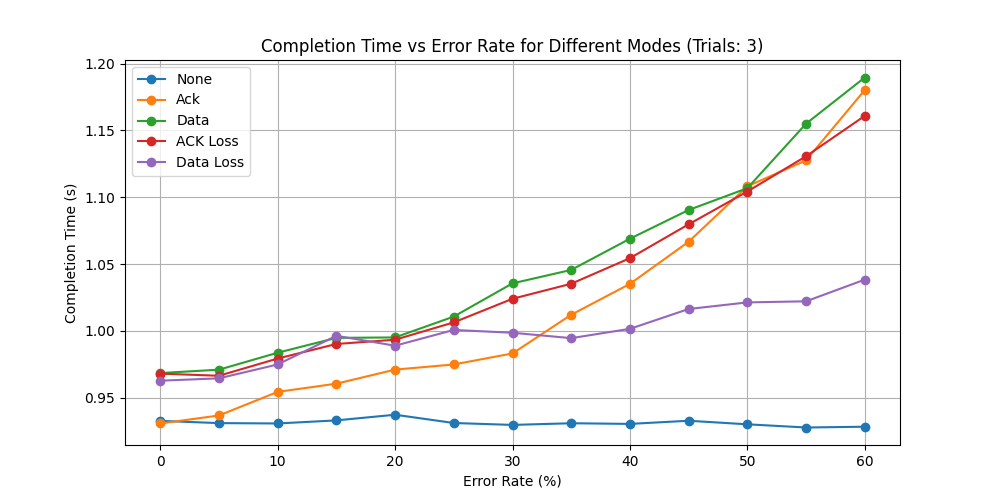 Completion Time vs Error Rate for Different Modes (Trials: 3)
None
Ack
Data
ACK Loss
Data Loss
1.20
1.15
1.10
1.05
1.00
0.95
Completion Time (s)
0
10
20
30
40
50
60
Error Rate (%)